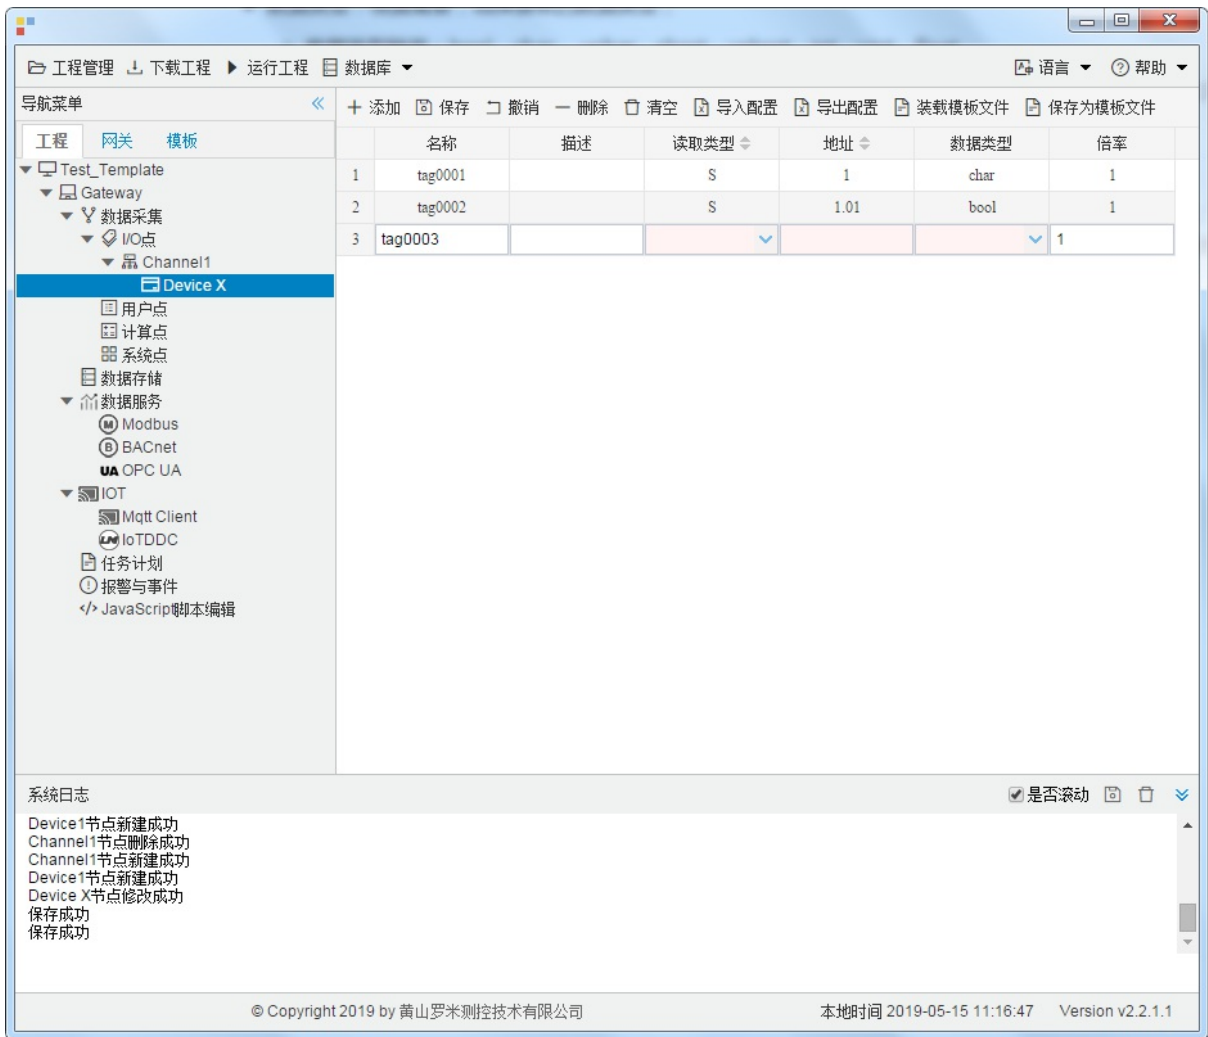 工程管理 下载工程 运行工程 数据库 语言 帮助
导航菜单
添加 保存 撤销 删除 清空 导入配置 导出配置 装载模板文件 保存为模板文件
工程 网关 模板
名称 描述 读取类型 地址 数据类型 倍率
1 tag0001 S 1 char 1
2 tag0002 S 1.01 bool 1
3 tag0003 1
Test_Template
Gateway
数据采集
I/O点
Channel1
Device X
用户点
计算点
系统点
数据存储
数据服务
M Modbus
B BACnet
UA OPC UA
IOT
Mqtt Client
IoTDDC
任务计划
报警与事件
JavaScript脚本编辑
系统日志 是否滚动
Device1节点新建成功
Channel1节点删除成功
Channel1节点新建成功
Device1节点新建成功
Device X节点修改成功
保存成功
保存成功
© Copyright 2019 by 黄山罗米测控技术有限公司 本地时间 2019-05-15 11:16:47 Version v2.2.1.1